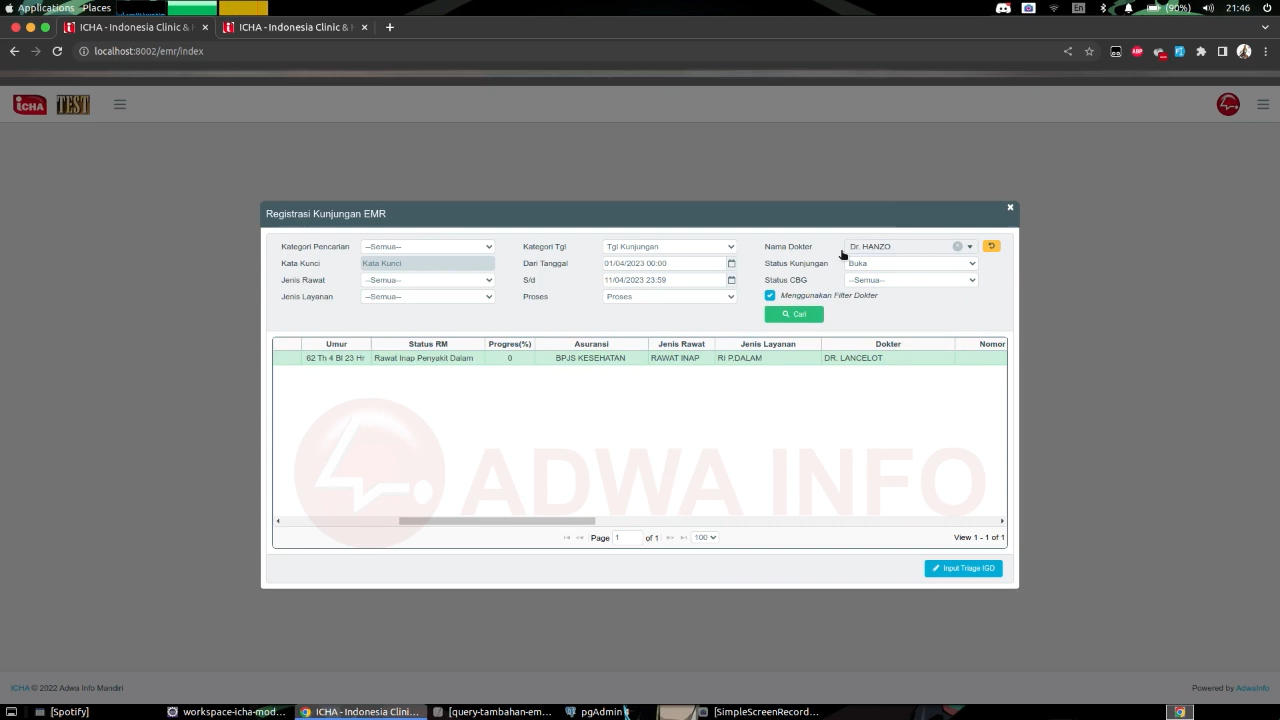 Applications Places
En (90%) 21:46
ICHA - Indonesia Clinic & × ICHA - Indonesia Clinic & × +
localhost:8002/emr/index
ABP
iCHA TEST
Registrasi Kunjungan EMR
Kategori Pencarian --Semua-- Kategori Tgl Tgl Kunjungan Nama Dokter Dr. HANZO
Kata Kunci Kata Kunci Dari Tanggal 01/04/2023 00:00 Status Kunjungan Buka
Jenis Rawat --Semua-- S/d 11/04/2023 23:59 Status CBG --Semua--
Jenis Layanan --Semua-- Proses Proses Menggunakan Filter Dokter
Cari
Umur Status RM Progres(%) Asuransi Jenis Rawat Jenis Layanan Dokter Nomor
62 Th 4 Bl 23 Hr Rawat Inap Penyakit Dalam 0 BPJS KESEHATAN RAWAT INAP RI P.DALAM DR. LANCELOT
ADWA INFO
Page 1 of 1 100 View 1 - 1 of 1
Input Triage IGD
ICHA © 2022 Adwa Info Mandiri Powered by AdwaInfo
[Spotify] workspace-icha-mod... ICHA - Indonesia Clini... [query-tambahan-em... pgAdmin [SimpleScreenRecord...